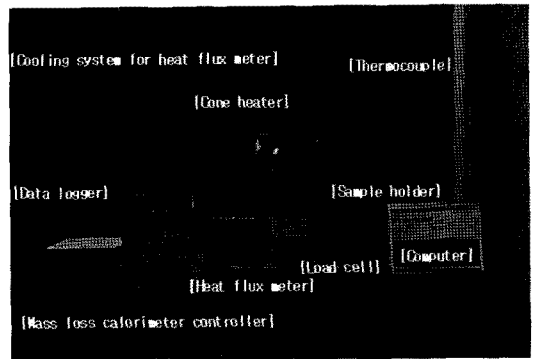 [Cooling system for heat flux meter]
[Thermocouple]
[Cone heater]
[Data logger]
[Sample holder]
[Computer]
[Load cell]
[Heat flux meter]
[Mass loss calorimeter controller]